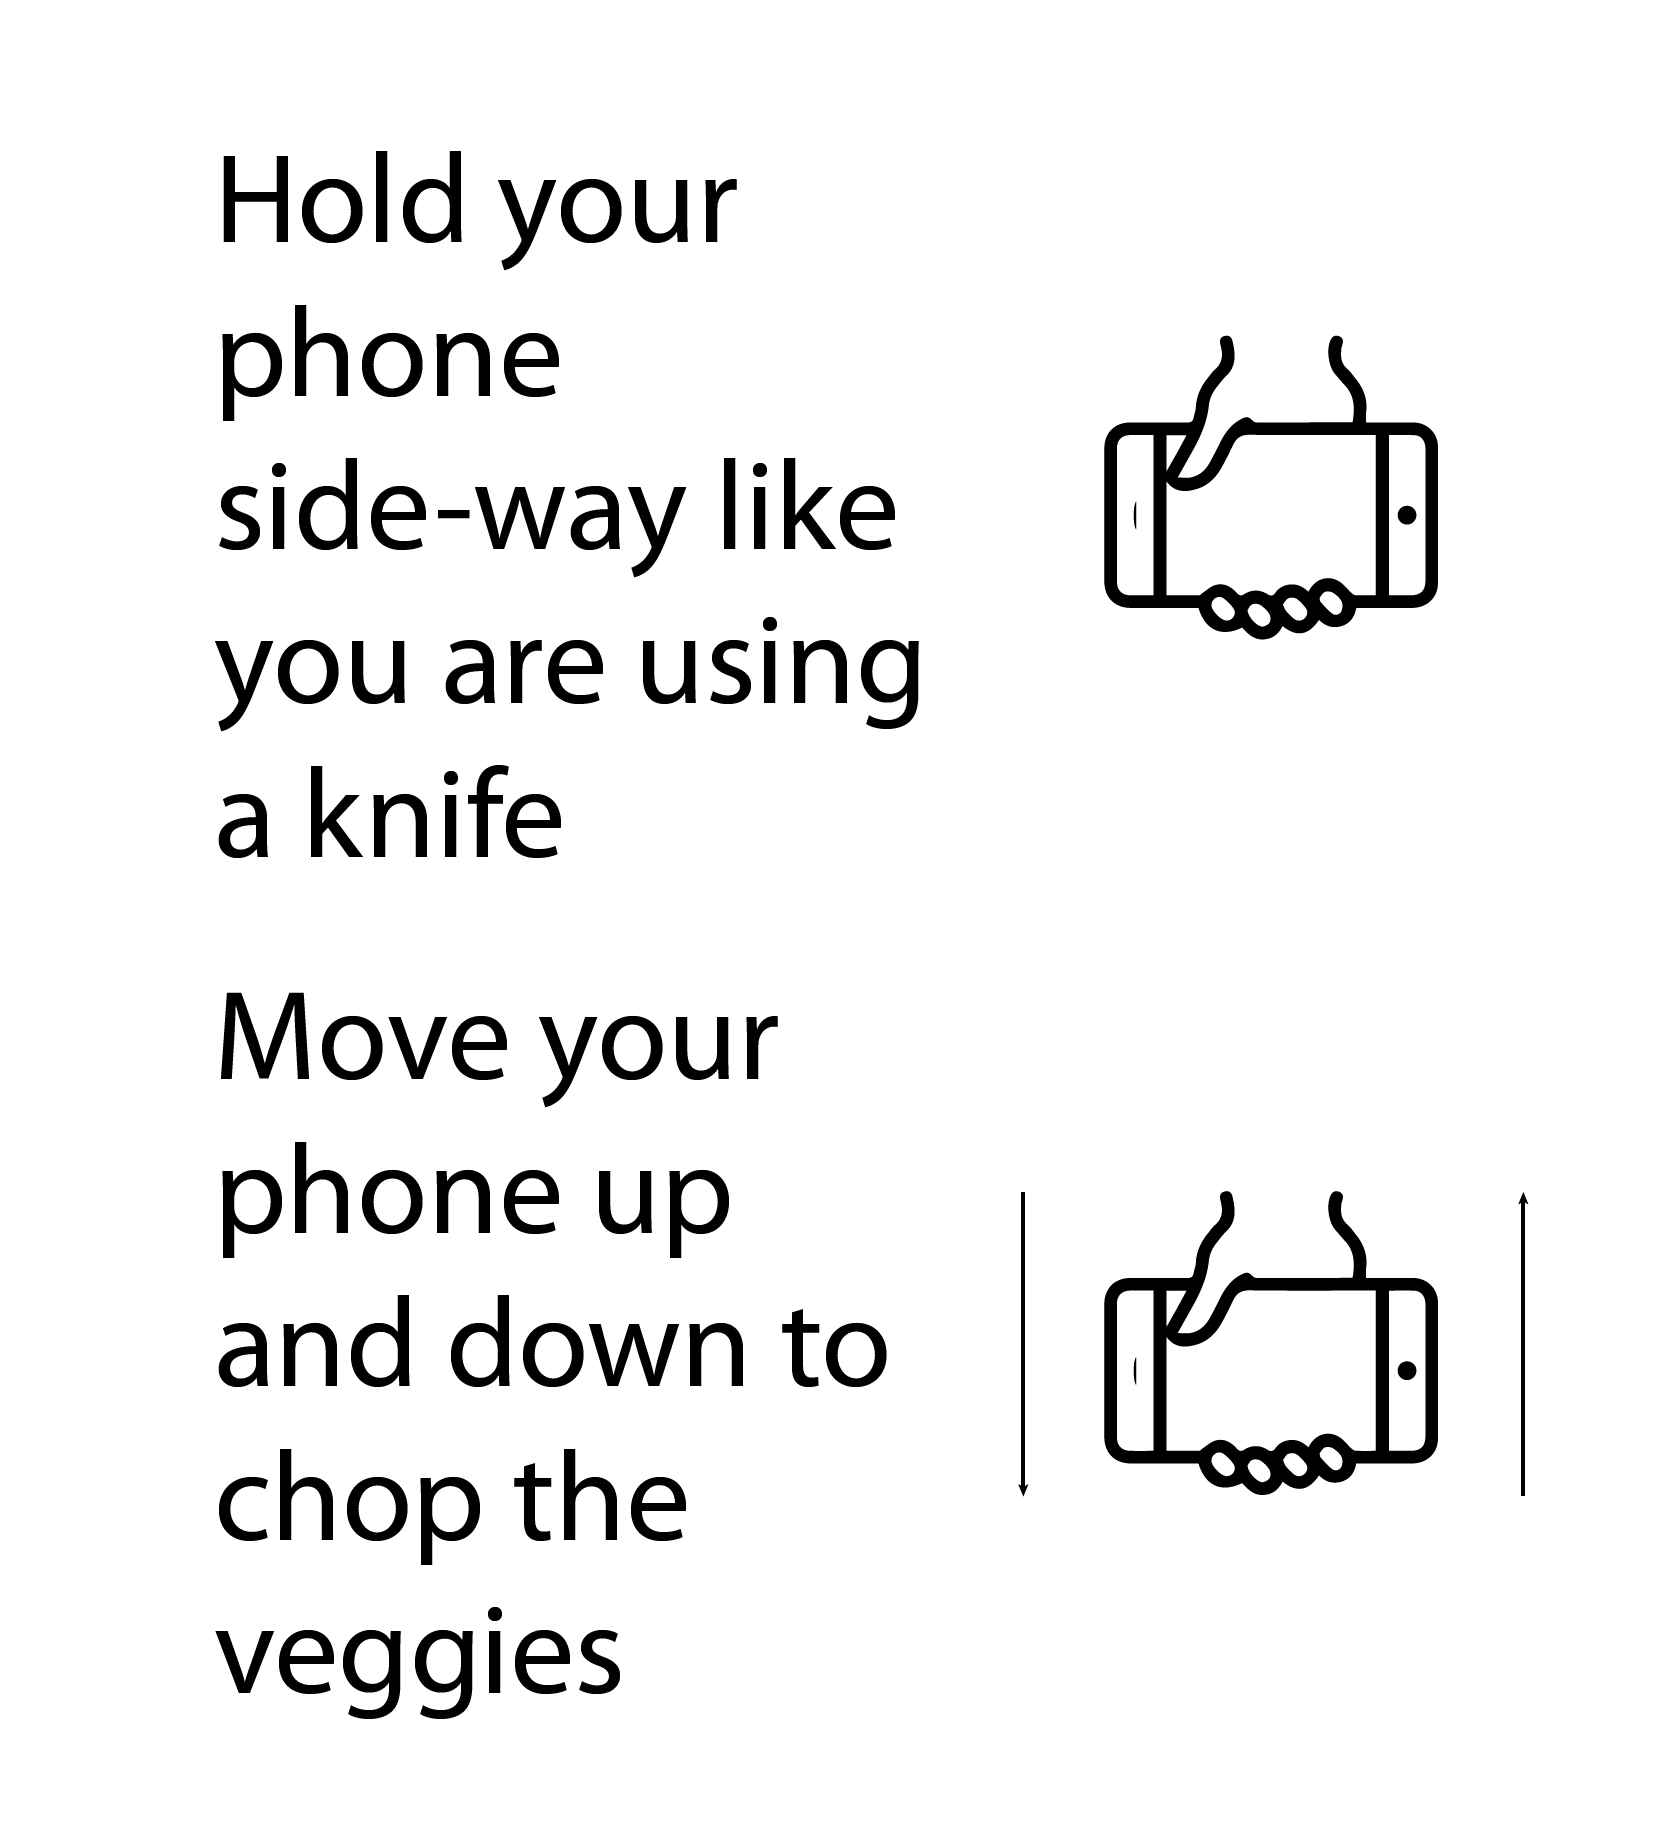 Hold your
phone
side-way like
you are using
a knife
Move your
phone up
and down to
chop the
veggies